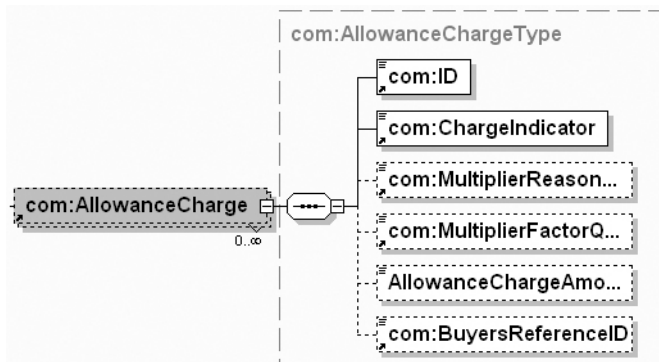 com:AllowanceChargeType
com:ID
com:ChargeIndicator
com:MultiplierReason...
com:AllowanceCharge
com:MultiplierFactorQ...
0..∞
AllowanceChargeAmo...
com:BuyersReferenceID